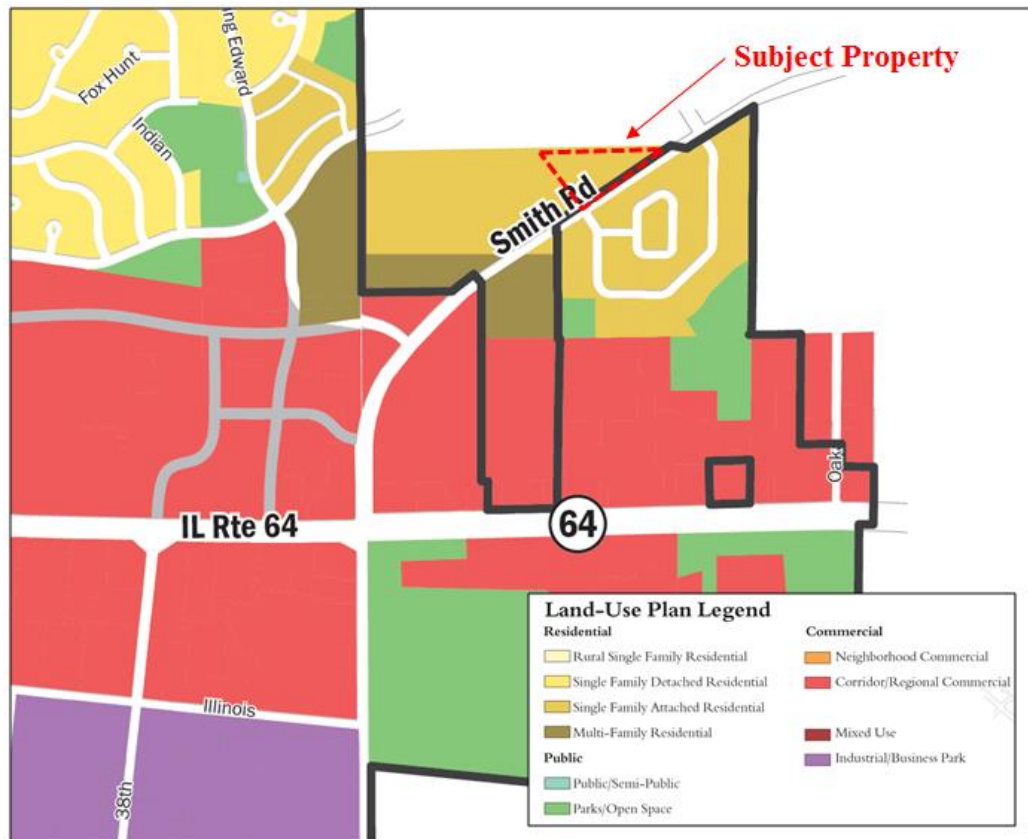 ng Edward
Fox Hunt
Subject Property
Indian
Smith Rd
Oak
IL Rte 64
64
Land-Use Plan Legend
Residential
Commercial
Rural Single Family Residential
Neighborhood Commercial
Single Family Detached Residential
Corridor/Regional Commercial
Single Family Attached Residential
Mixed Use
Multi-Family Residential
Industrial/Business Park
Public
Public/Semi-Public
Parks/Open Space
Illinois
38th